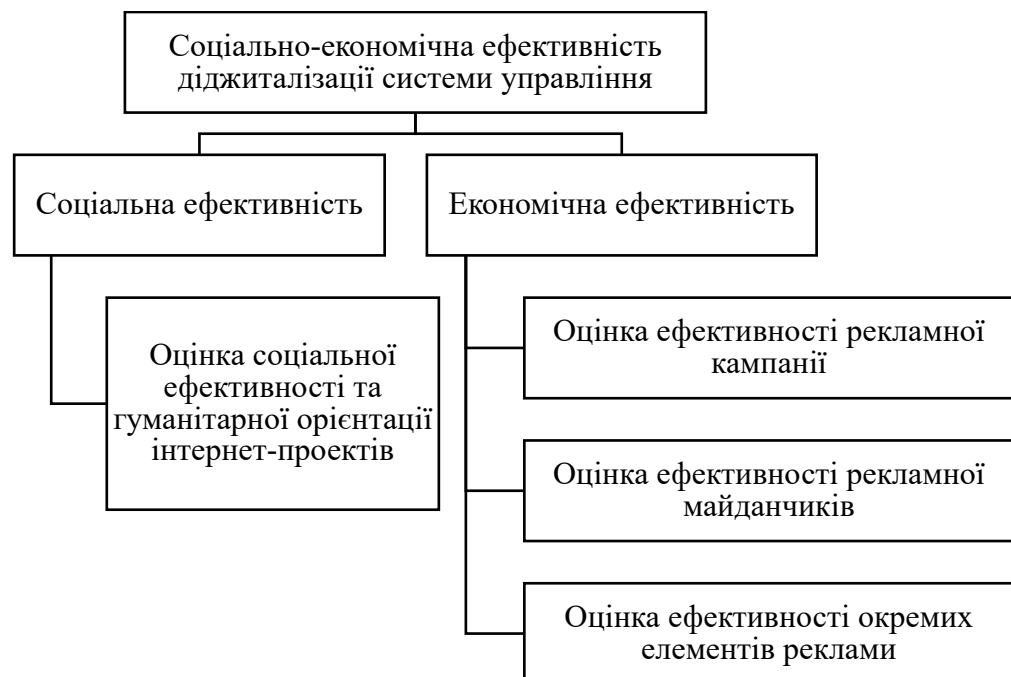 Соціально-економічна ефективність
діджиталізації системи управління
Соціальна ефективність
Економічна ефективність
Оцінка соціальної
ефективності та
гуманітарної орієнтації
інтернет-проектів
Оцінка ефективності рекламної
кампанії
Оцінка ефективності рекламної
майданчиків
Оцінка ефективності окремих
елементів реклами